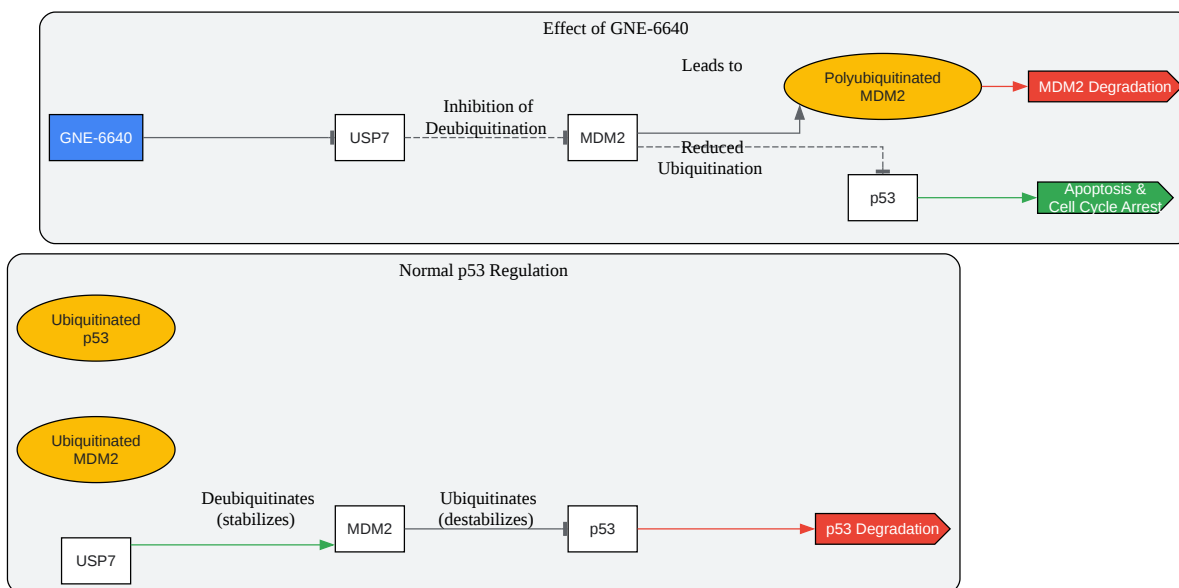 Effect of GNE-6640
Leads to
Polyubiquitinated
MDM2
MDM2 Degradation
Inhibition of
Deubiquitination
GNE-6640
USP7
MDM2
Reduced
Ubiquitination
p53
Apoptosis &
Cell Cycle Arrest
Normal p53 Regulation
Ubiquitinated
p53
Ubiquitinated
MDM2
Deubiquitinates
(stabilizes)
Ubiquitinates
(destabilizes)
USP7
MDM2
p53
p53 Degradation